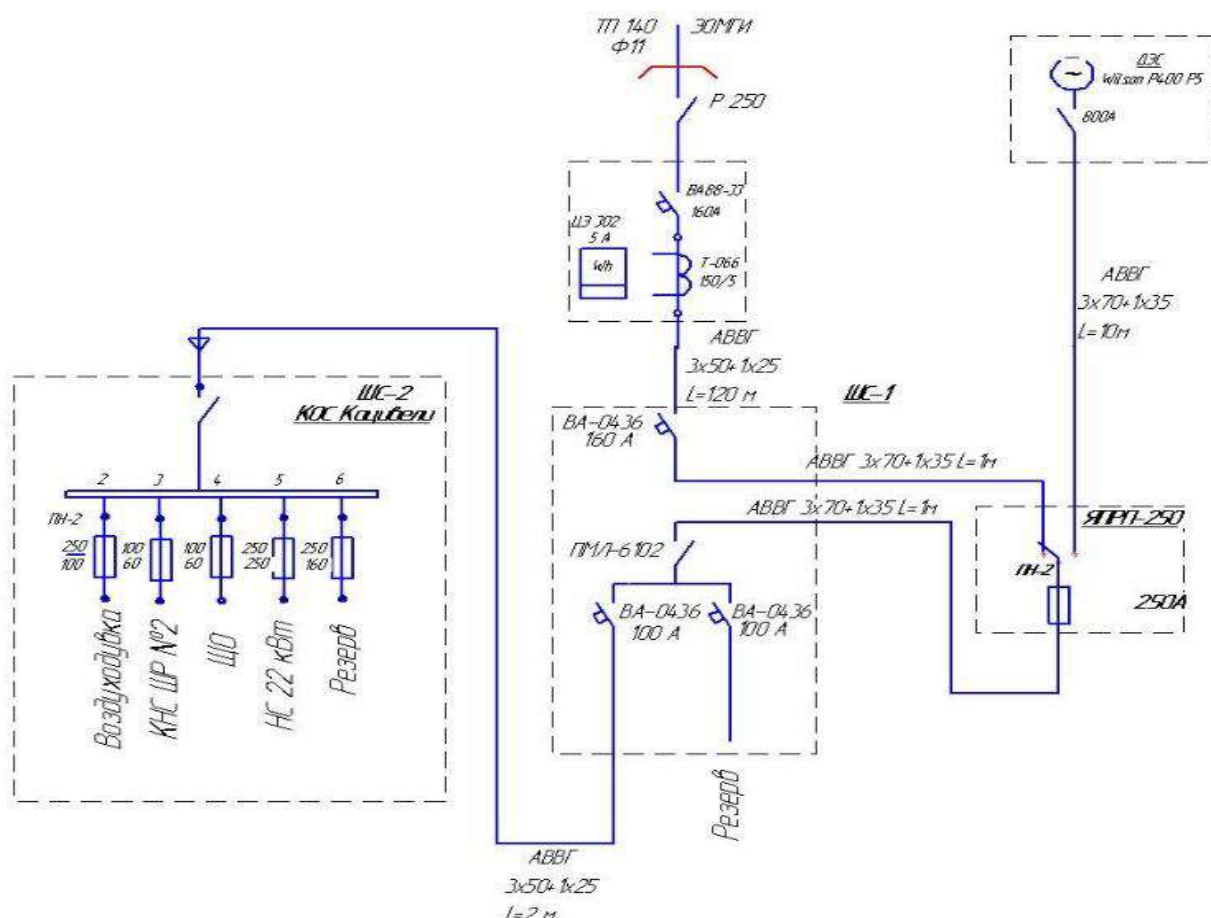 ТП 140 ЗОМГИ
Ф11
Р 250
ДЭС
Wilson P400 P5
800А
ВА88-33
160А
ЦЭ 302
5 А
Wh
Т-066
150/5
АВВГ
3х50+1х25
L=120 м
АВВГ
3х70+1х35
L=10м
ШС-2
КОС Кацивели
2 3 4 5 6
ПН-2
250
100
100
60
100
60
250
250
250
160
Воздуходувка
КНС ШР №2
ЩО
НС 22 кВт
Резерв
ШС-1
ВА-0436
160 А
АВВГ 3х70+1х35 L=1м
АВВГ 3х70+1х35 L=1м
ПМЛ-6102
ВА-0436
100 А
ВА-0436
100 А
Резерв
ЯПРП-250
ПН-2
250А
АВВГ
3х50+1х25
L=2 м